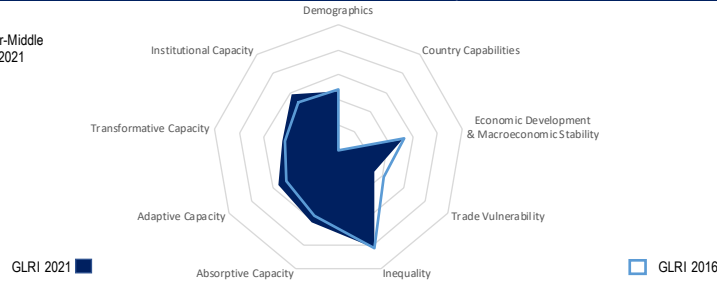 Demographics
r-Middle
2021
Institutional Capacity
Country Capabilities
Transformative Capacity
Economic Development
& Macroeconomic Stability
Adaptive Capacity
Trade Vulnerability
Absorptive Capacity
Inequality
GLRI 2021
GLRI 2016